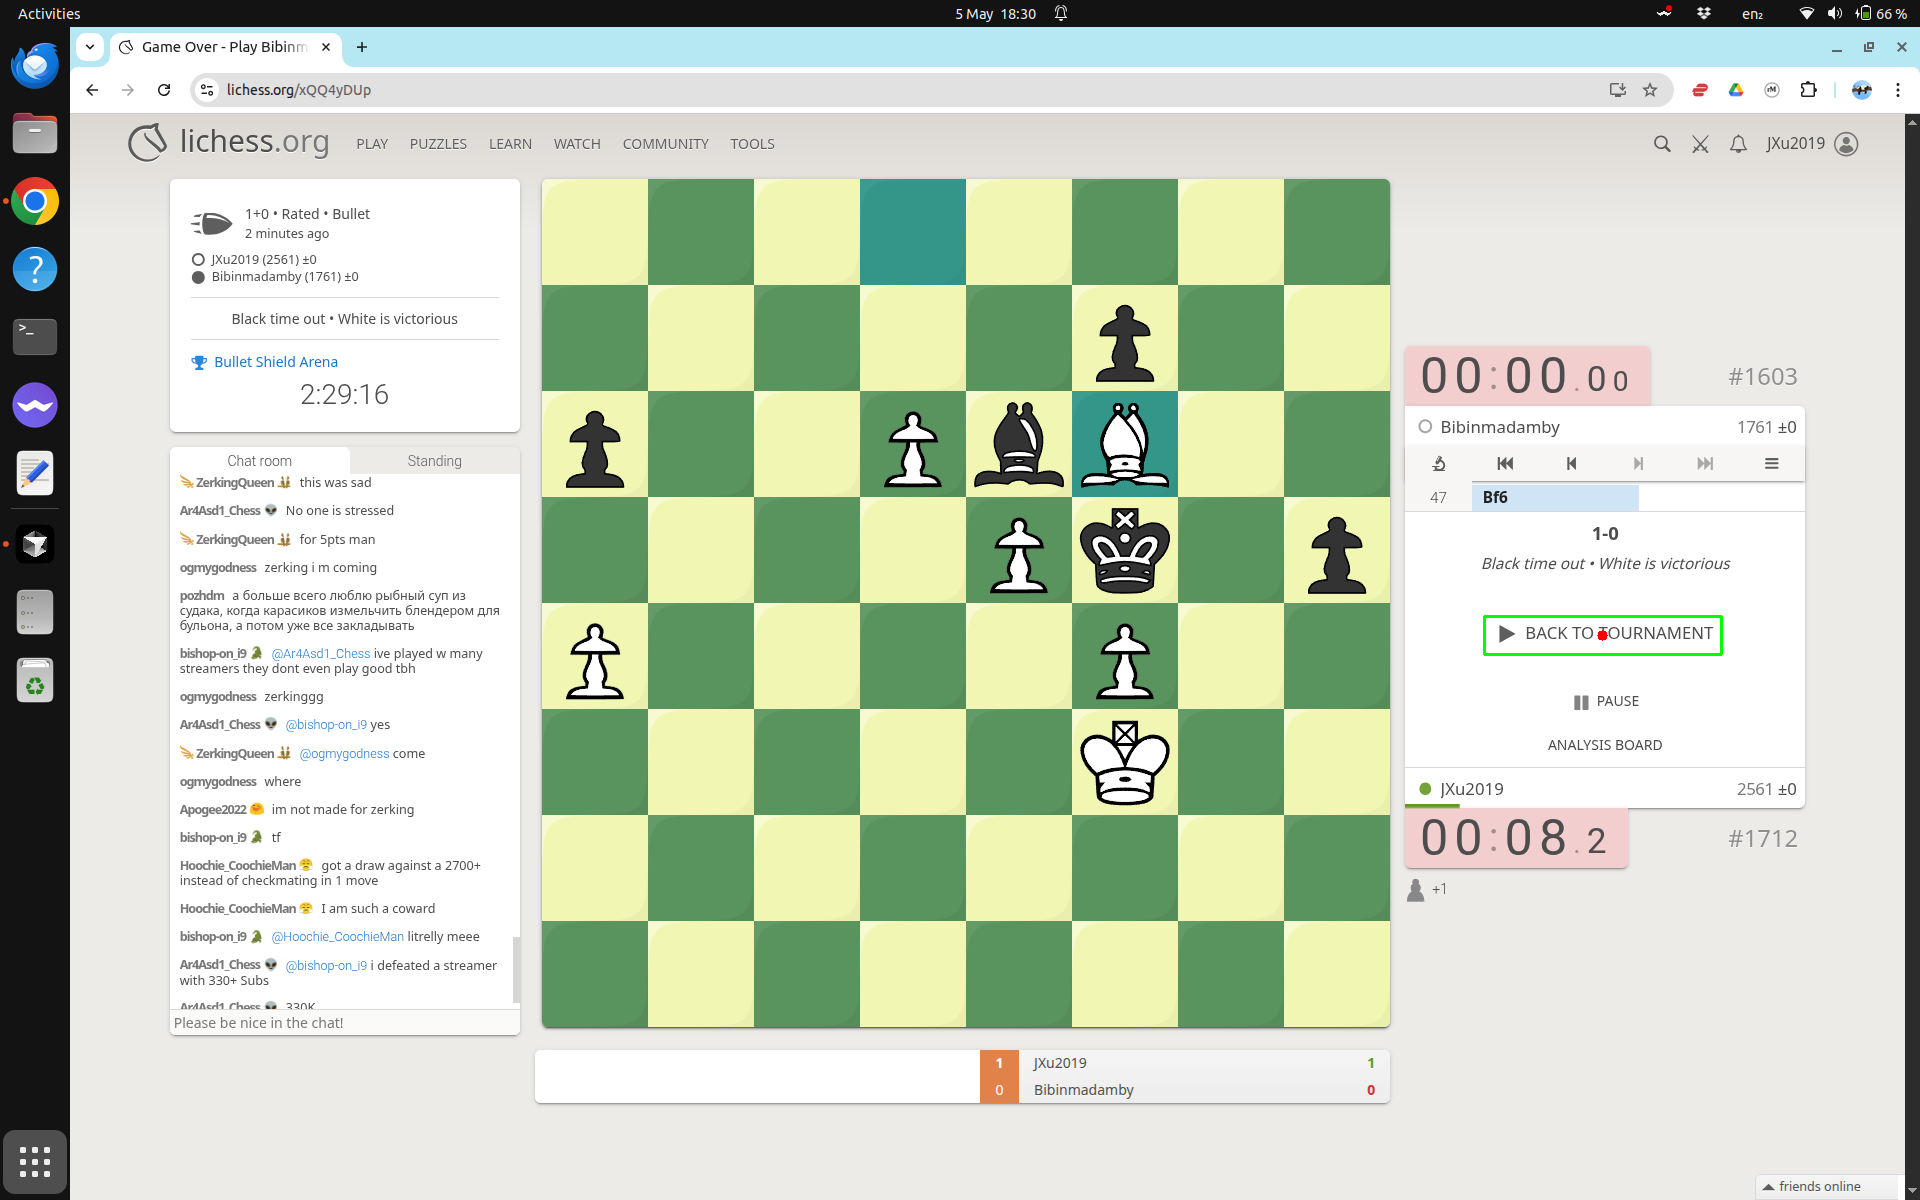 Activities
5 May 18:30
en₂
66 %
Game Over - Play Bibinm
lichess.org/xQQ4yDUp
lichess.org
PLAY
PUZZLES
LEARN
WATCH
COMMUNITY
TOOLS
JXu2019
1+0 • Rated • Bullet
2 minutes ago
JXu2019 (2561) ±0
Bibinmadamby (1761) ±0
Black time out • White is victorious
Bullet Shield Arena
2:29:16
Chat room
Standing
ZerkingQueen this was sad
Ar4Asd1_Chess No one is stressed
ZerkingQueen for 5pts man
ogmygodness zerking i m coming
pozhdm а больше всего люблю рыбный суп из
судака, когда карасиков измельчить блендером для
бульона, а потом уже все закладывать
bishop-on_i9 @Ar4Asd1_Chess ive played w many
streamers they dont even play good tbh
ogmygodness zerkinggg
Ar4Asd1_Chess @bishop-on_i9 yes
ZerkingQueen @ogmygodness come
ogmygodness where
Apogee2022 im not made for zerking
bishop-on_i9 tf
Hoochie_CoochieMan got a draw against a 2700+
instead of checkmating in 1 move
Hoochie_CoochieMan I am such a coward
bishop-on_i9 @Hoochie_CoochieMan litrelly meee
Ar4Asd1_Chess @bishop-on_i9 i defeated a streamer
with 330+ Subs
Ar4Asd1_Chess 330K
Please be nice in the chat!
00:00.00
#1603
Bibinmadamby 1761 ±0
47 Bf6
1-0
Black time out • White is victorious
BACK TO TOURNAMENT
PAUSE
ANALYSIS BOARD
JXu2019 2561 ±0
00:08.2
#1712
+1
1 JXu2019 1
0 Bibinmadamby 0
friends online